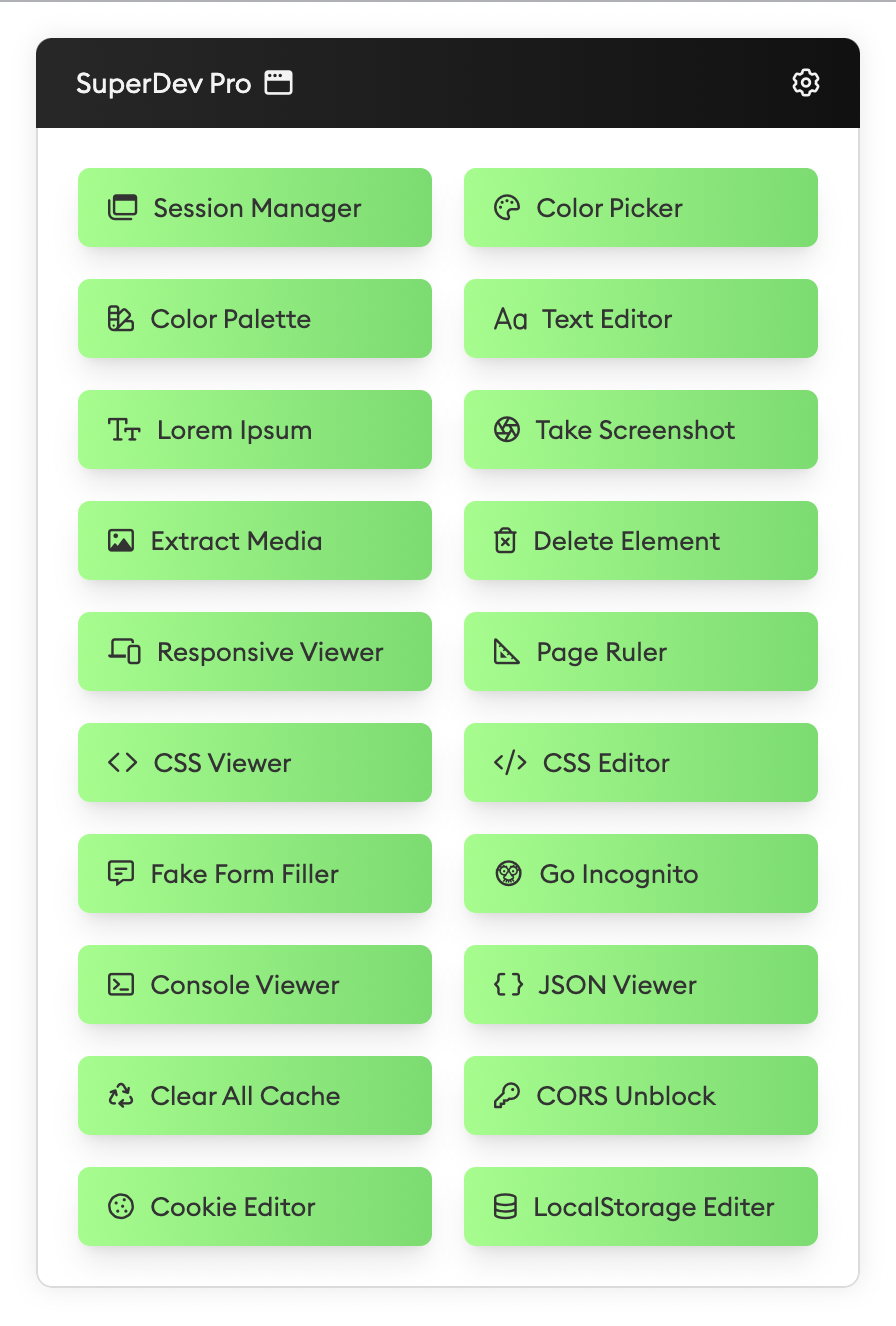 SuperDev Pro
Session Manager
Color Picker
Color Palette
Aa Text Editor
Lorem Ipsum
Take Screenshot
Extract Media
Delete Element
Responsive Viewer
Page Ruler
CSS Viewer
CSS Editor
Fake Form Filler
Go Incognito
Console Viewer
JSON Viewer
Clear All Cache
CORS Unblock
Cookie Editor
LocalStorage Editer